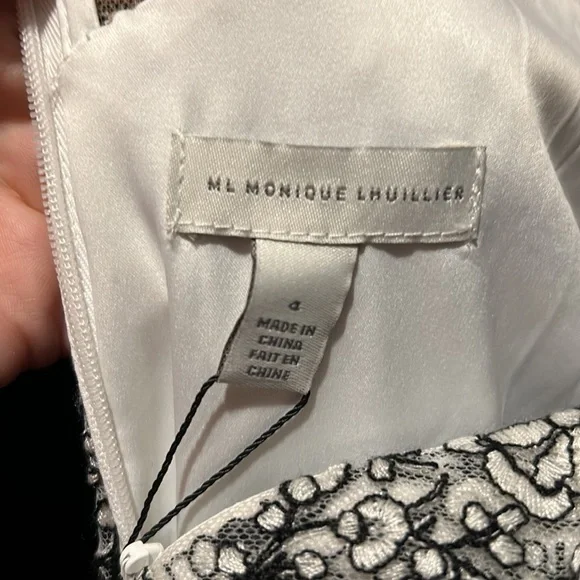 ML MONIQUE LHUILLIER
4
MADE IN
CHINA
FAIT EN
CHINE